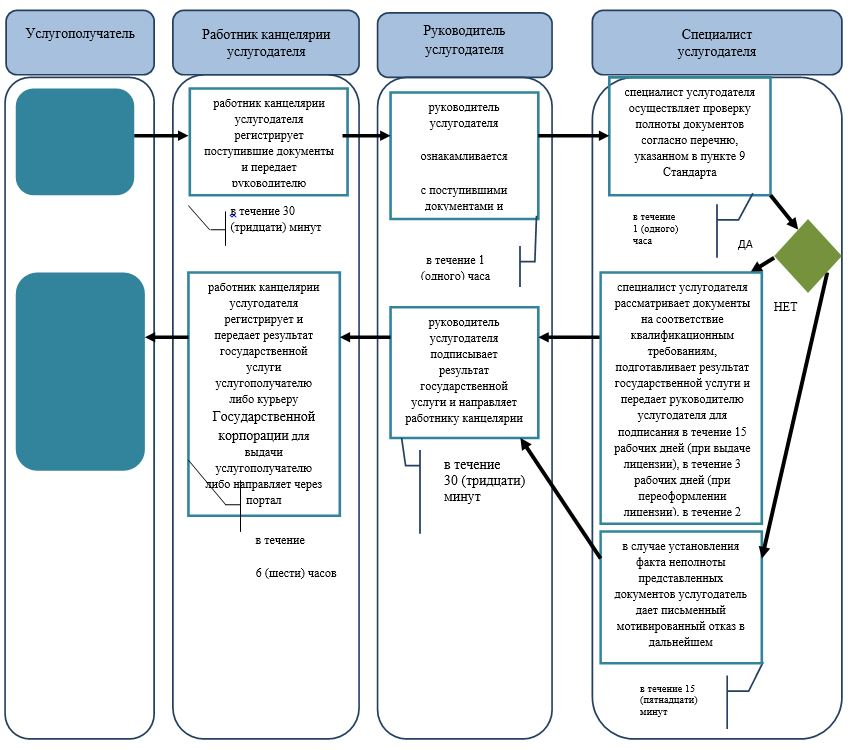 Услугополучатель
Работник канцелярии
услугодателя
Руководитель
услугодателя
Специалист
услугодателя
работник канцелярии
услугодателя
регистрирует
поступившие документы
и передает
руководителю
в течение 30
(тридцати) минут
руководитель
услугодателя
ознакамливается
с поступившими
документами и
в течение 1
(одного) часа
специалист услугодателя
осуществляет проверку
полноты документов
согласно перечню,
указанном в пункте 9
Стандарта
в течение
1 (одного)
часа
ДА
НЕТ
специалист услугодателя
рассматривает документы
на соответствие
квалификационным
требованиям,
подготавливает результат
государственной услуги и
передает руководителю
услугодателя для
подписания в течение 15
рабочих дней (при выдаче
лицензии), в течение 3
рабочих дней (при
переоформлении
лицензии), в течение 2
руководитель
услугодателя
подписывает
результат
государственной
услуги и направляет
работнику канцелярии
в течение
30 (тридцати)
минут
работник канцелярии
услугодателя
регистрирует и
передает результат
государственной
услуги
услугополучателю
либо курьеру
Государственной
корпорации для
выдачи
услугополучателю
либо направляет через
портал
в течение
6 (шести) часов
в случае установления
факта неполноты
представленных
документов услугодатель
дает письменный
мотивированный отказ в
дальнейшем
в течение 15
(пятнадцати)
минут